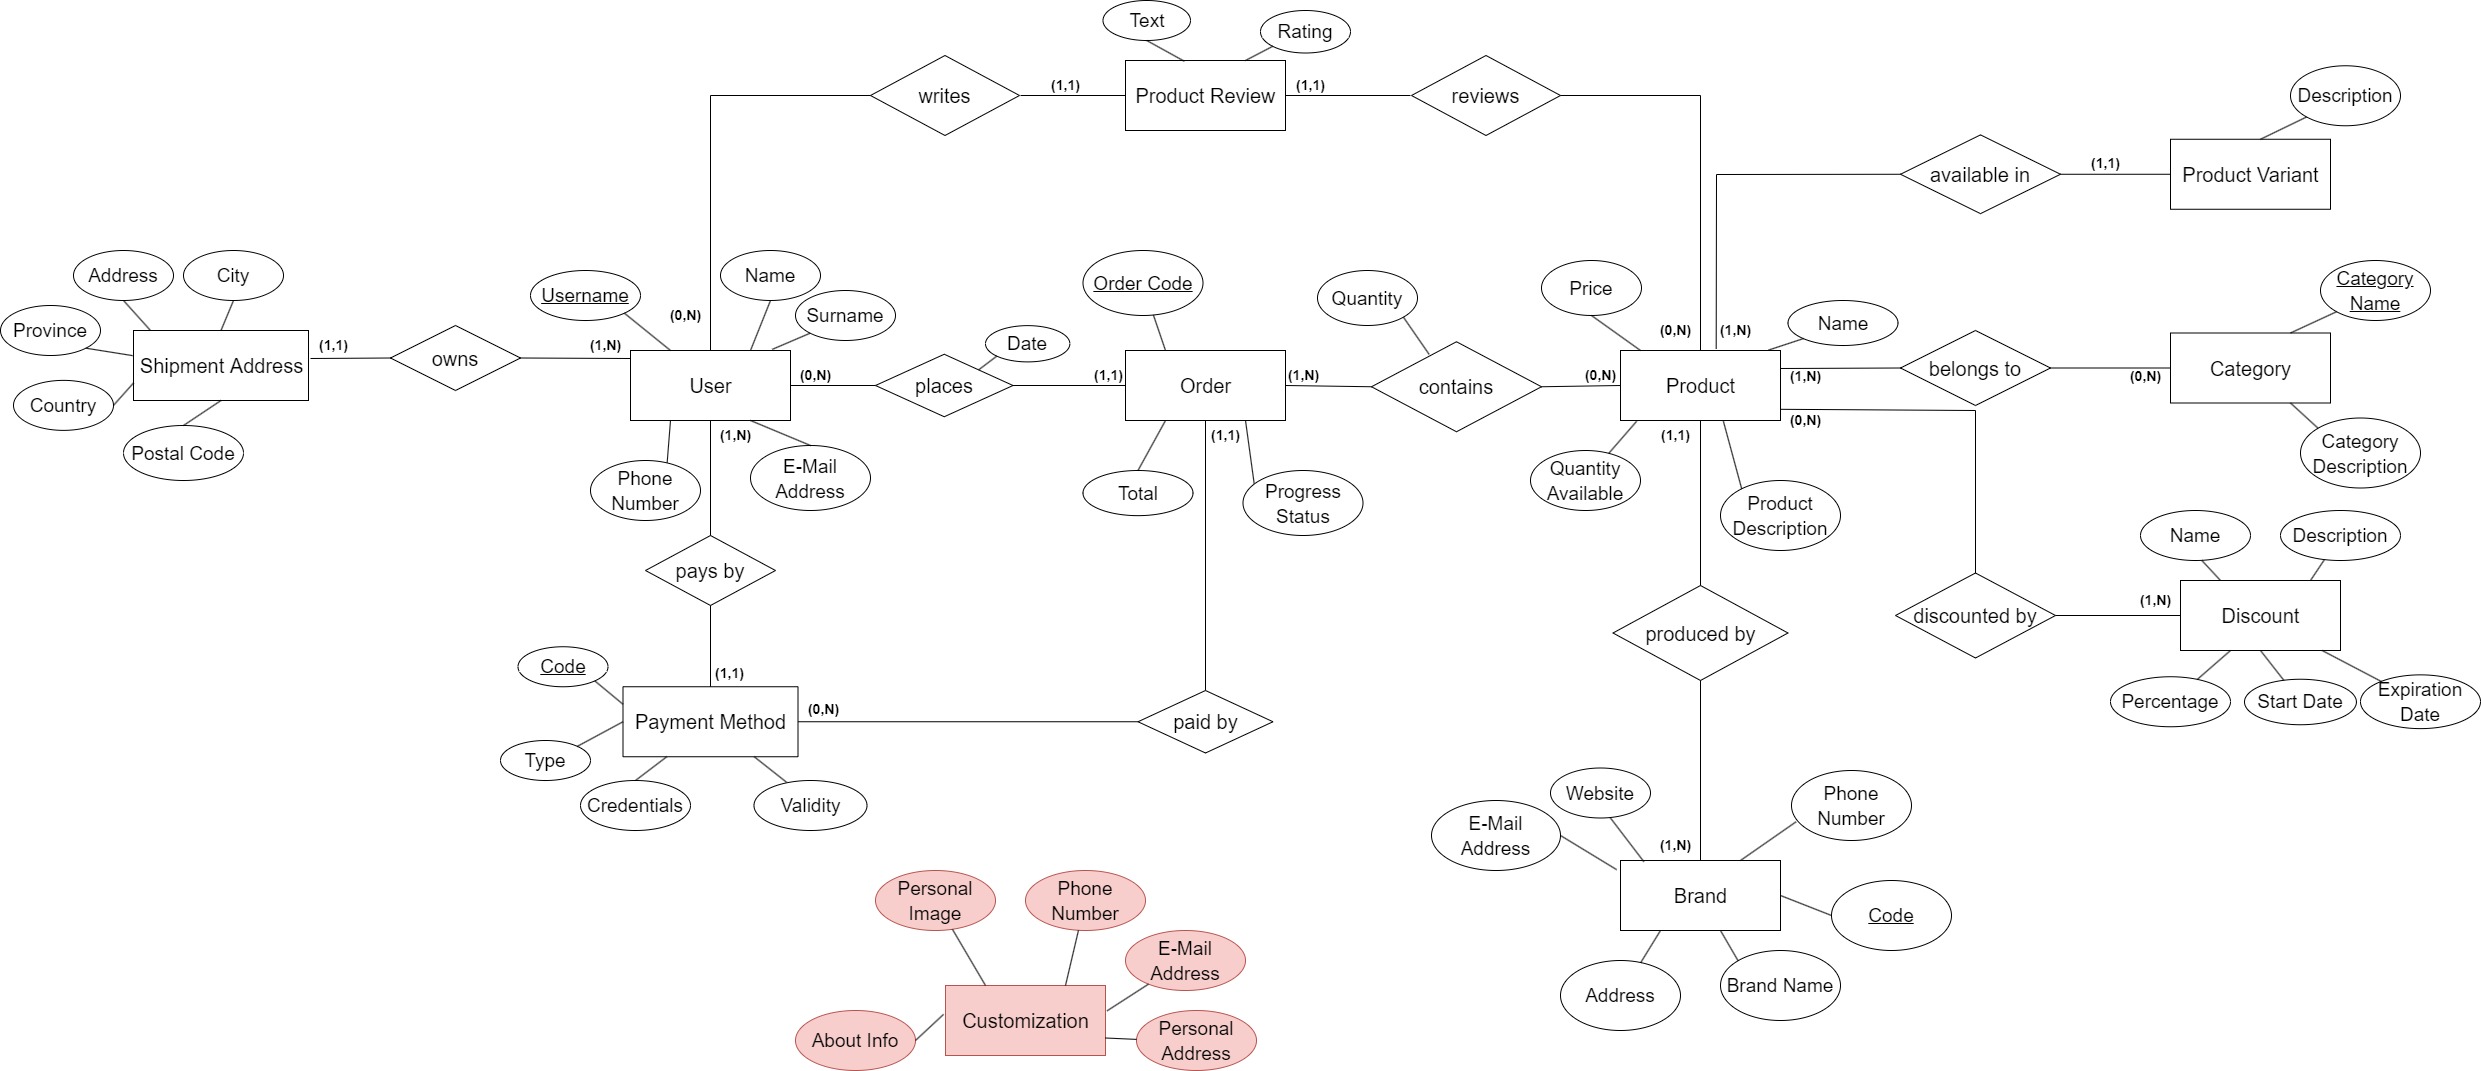 Text
Rating
writes
(1,1)
Product Review
(1,1)
reviews
Description
available in
(1,1)
Product Variant
Address
City
Province
Country
Postal Code
Shipment Address
(1,1)
owns
(1,N)
Username
(0,N)
Name
Surname
User
(0,N)
places
Date
(1,1)
Order Code
Order
(1,N)
Quantity
contains
(0,N)
Price
(0,N)
(1,N)
Name
Product
(1,N)
belongs to
(0,N)
Category
Name
Category
Category
Description
(0,N)
Phone
Number
(1,N)
E-Mail
Address
Total
(1,1)
Progress
Status
Quantity
Available
(1,1)
Product
Description
pays by
(1,1)
Code
Payment Method
Type
Credentials
Validity
(0,N)
paid by
produced by
discounted by
(1,N)
Name
Description
Discount
Percentage
Start Date
Expiration
Date
Website
E-Mail
Address
(1,N)
Phone
Number
Brand
Code
Address
Brand Name
Personal
Image
Phone
Number
E-Mail
Address
Customization
About Info
Personal
Address